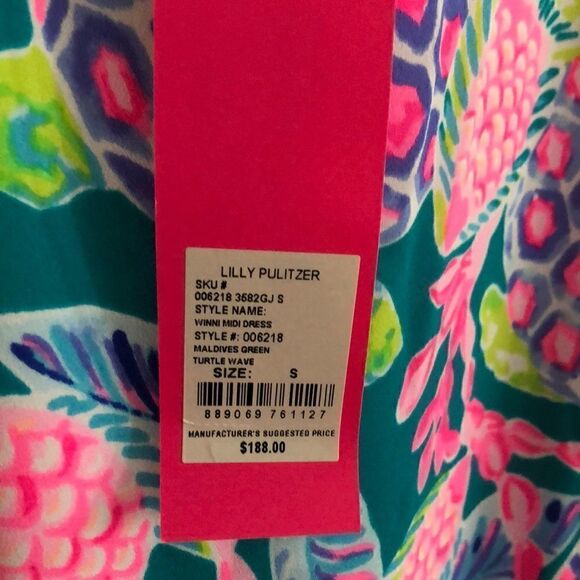 LILLY PULITZER
SKU #
006218 3582GJ S
STYLE NAME:
WINNI MIDI DRESS
STYLE #: 006218
MALDIVES GREEN
TURTLE WAVE
SIZE: S
889069 761127
MANUFACTURER'S SUGGESTED PRICE
$188.00